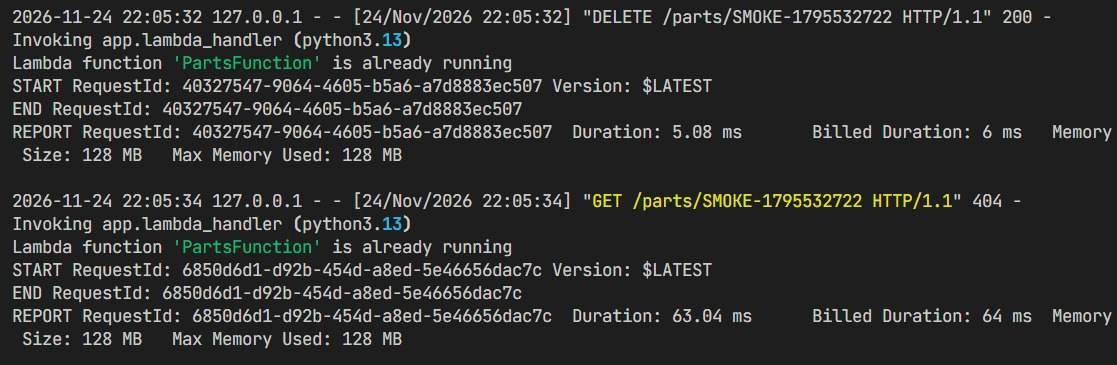 2026-11-24 22:05:32 127.0.0.1 - - [24/Nov/2026 22:05:32] "DELETE /parts/SMOKE-1795532722 HTTP/1.1" 200 -
Invoking app.lambda_handler (python3.13)
Lambda function 'PartsFunction' is already running
START RequestId: 40327547-9064-4605-b5a6-a7d8883ec507 Version: $LATEST
END RequestId: 40327547-9064-4605-b5a6-a7d8883ec507
REPORT RequestId: 40327547-9064-4605-b5a6-a7d8883ec507  Duration: 5.08 ms       Billed Duration: 6 ms   Memory
 Size: 128 MB   Max Memory Used: 128 MB

2026-11-24 22:05:34 127.0.0.1 - - [24/Nov/2026 22:05:34] "GET /parts/SMOKE-1795532722 HTTP/1.1" 404 -
Invoking app.lambda_handler (python3.13)
Lambda function 'PartsFunction' is already running
START RequestId: 6850d6d1-d92b-454d-a8ed-5e46656dac7c Version: $LATEST
END RequestId: 6850d6d1-d92b-454d-a8ed-5e46656dac7c
REPORT RequestId: 6850d6d1-d92b-454d-a8ed-5e46656dac7c  Duration: 63.04 ms      Billed Duration: 64 ms  Memory
 Size: 128 MB   Max Memory Used: 128 MB